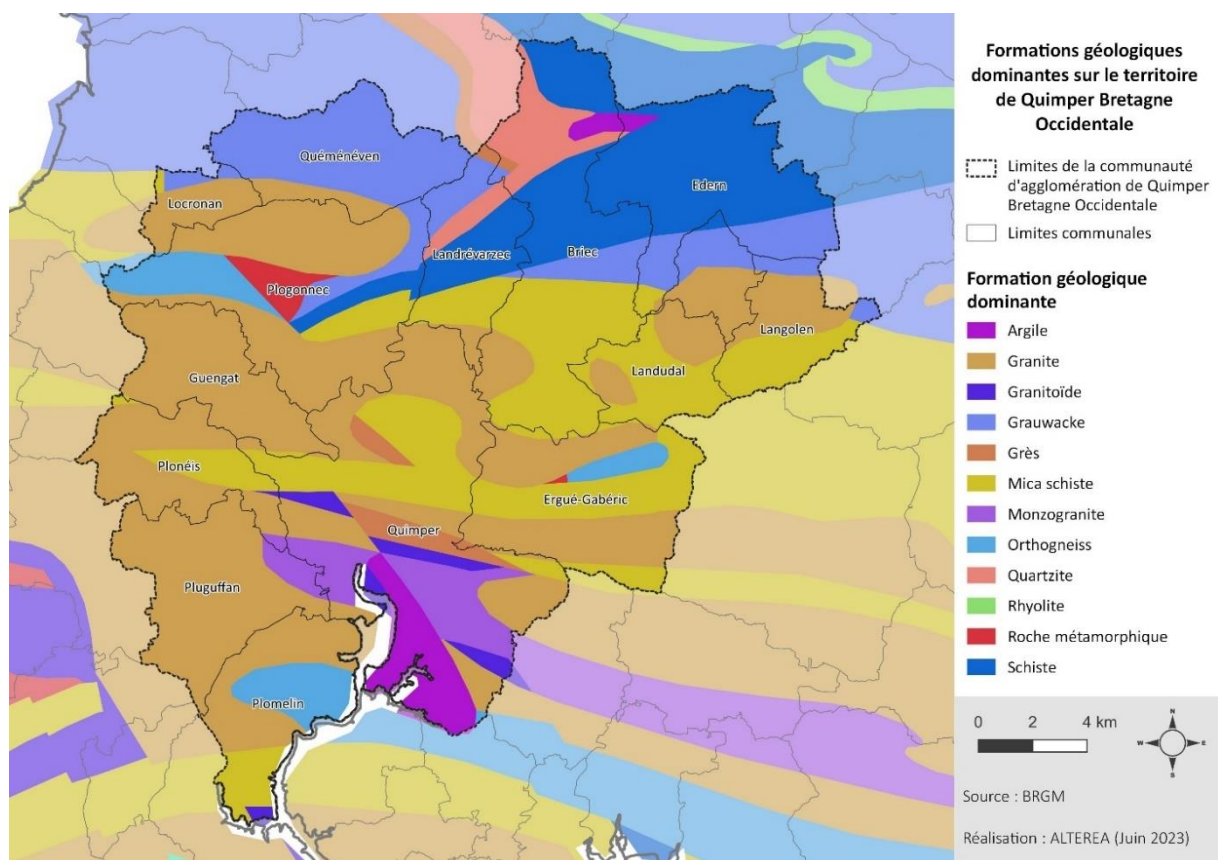 Formations géologiques
dominantes sur le territoire
de Quimper Bretagne
Occidentale
Limites de la communauté
d'agglomération de Quimper
Bretagne Occidentale
Limites communales
Formation géologique
dominante
Argile
Granite
Granitoïde
Grauwacke
Grès
Mica schiste
Monzogranite
Orthogneiss
Quartzite
Rhyolite
Roche métamorphique
Schiste
0 2 4 km
N
W E
S
Source : BRGM
Réalisation : ALTEREA (Juin 2023)
Quéménéven
Edern
Locronan
Landrévarzec
Briec
Plogonnec
Langolen
Guengat
Landudal
Plonéis
Ergué-Gabéric
Quimper
Pluguffan
Plomelin